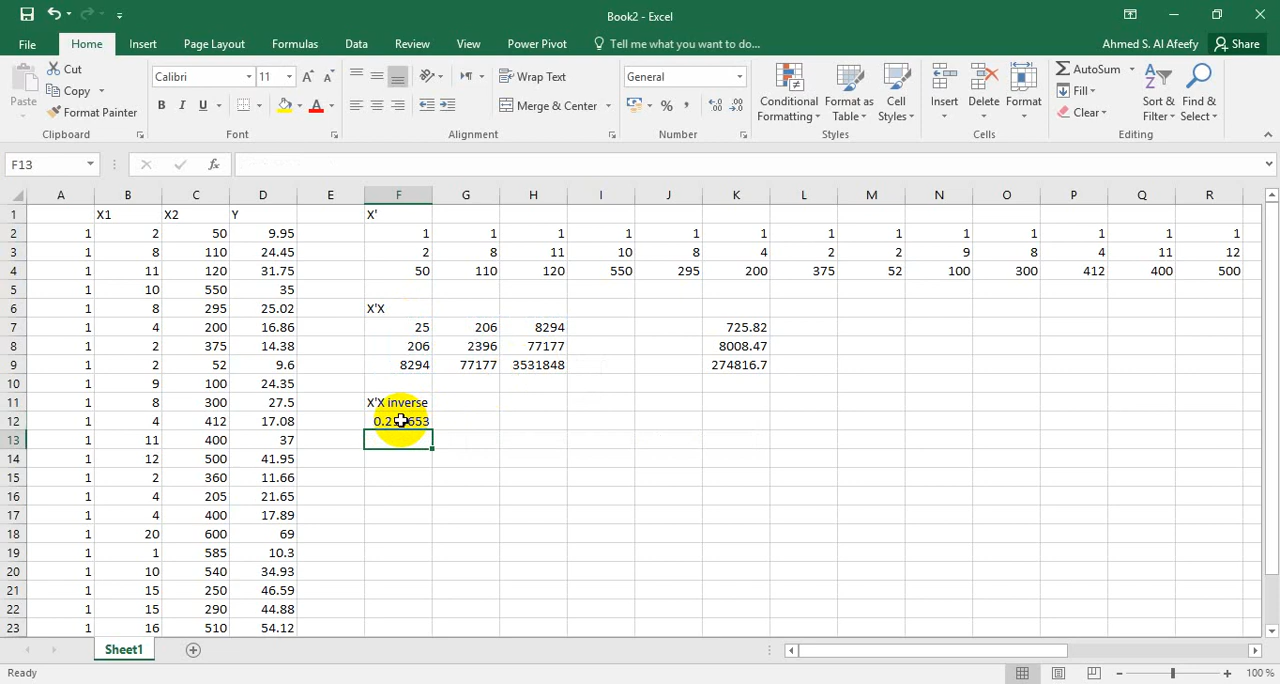 Book2 - Excel
File Home Insert Page Layout Formulas Data Review View Power Pivot Tell me what you want to do... Ahmed S. Al Afeefy Share
Paste Cut Copy Format Painter Clipboard
Calibri 11 A A B I U A Font
Wrap Text Merge & Center Alignment
General % , Number
Conditional Formatting Format as Table Cell Styles Styles
Insert Delete Format Cells
AutoSum Fill Clear Sort & Filter Find & Select Editing
F13 fx
A B C D E F G H I J K L M N O P Q R
1 X1 X2 Y X'
2 1 2 50 9.95 1 1 1 1 1 1 1 1 1 1 1 1 1
3 1 8 110 24.45 2 8 11 10 8 4 2 2 9 8 4 11 12
4 1 11 120 31.75 50 110 120 550 295 200 375 52 100 300 412 400 500
5 1 10 550 35
6 1 8 295 25.02 X'X
7 1 4 200 16.86 25 206 8294 725.82
8 1 2 375 14.38 206 2396 77177 8008.47
9 1 2 52 9.6 8294 77177 3531848 274816.7
10 1 9 100 24.35
11 1 8 300 27.5 X'X inverse
12 1 4 412 17.08
13 1 11 400 37
14 1 12 500 41.95
15 1 2 360 11.66
16 1 4 205 21.65
17 1 4 400 17.89
18 1 20 600 69
19 1 1 585 10.3
20 1 10 540 34.93
21 1 15 250 46.59
22 1 15 290 44.88
23 1 16 510 54.12
Sheet1
Ready 100 %